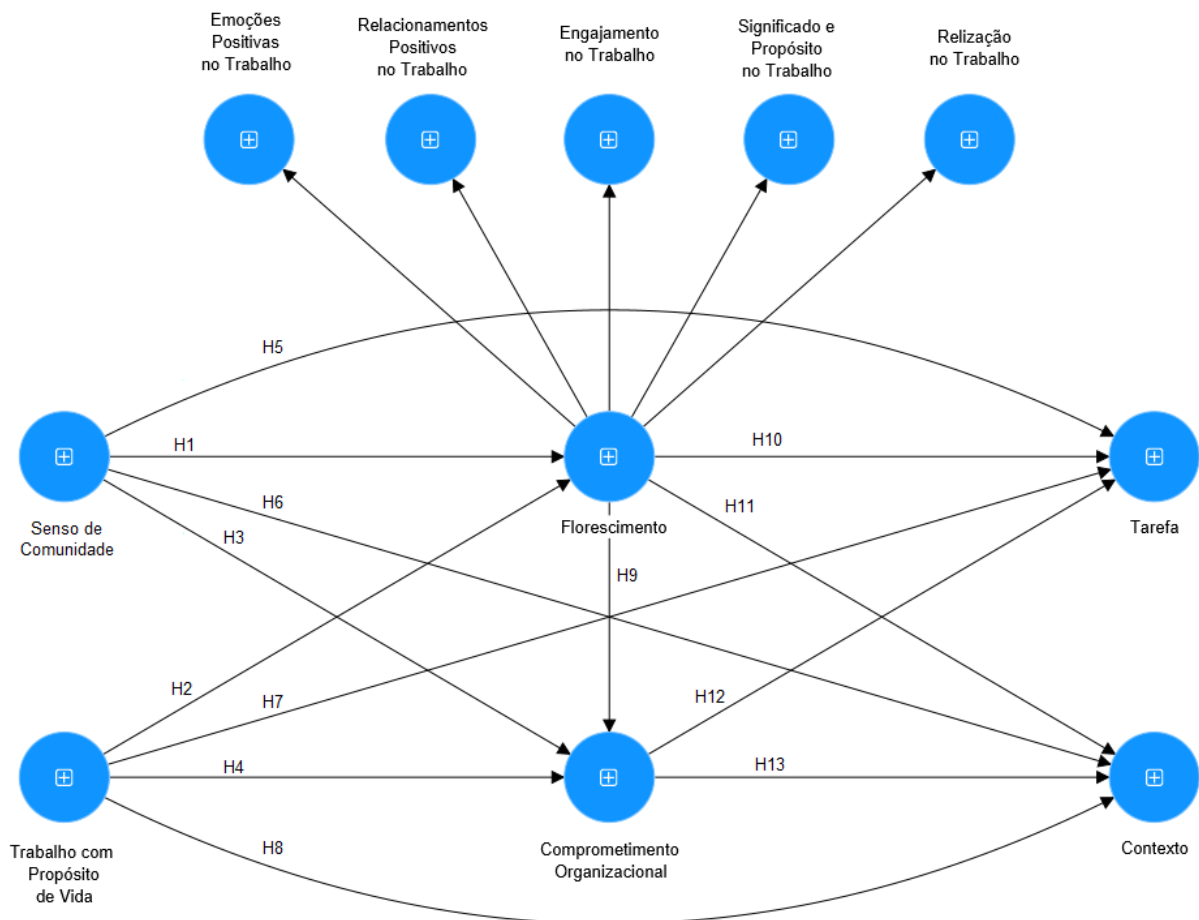 Emoções
Positivas
no Trabalho
Relacionamentos
Positivos
no Trabalho
Engajamento
no Trabalho
Significado e
Propósito
no Trabalho
Relização
no Trabalho
H5
H1
H10
H6
H11
H3
Senso de
Comunidade
Florescimento
Tarefa
H9
H2
H7
H12
H4
H13
H8
Trabalho com
Propósito
de Vida
Comprometimento
Organizacional
Contexto